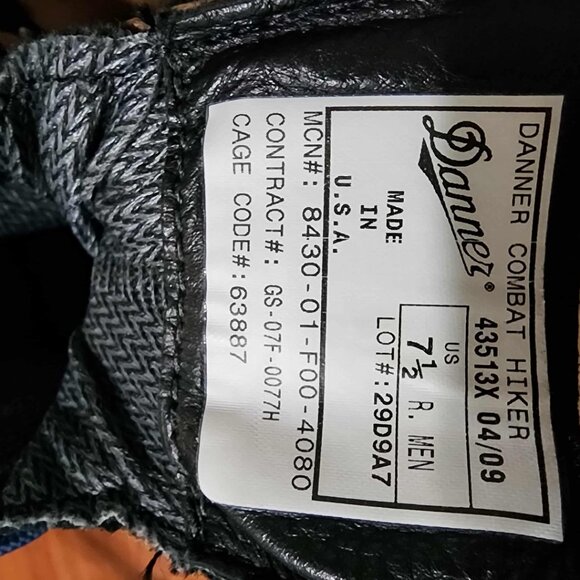 DANNER COMBAT HIKER
Danner®
43513X 04/09
MADE
IN
U.S.A.
US
7½ R. MEN
LOT#:29D9A7
MCN#: 8430-01-F00-4080
CONTRACT#: GS-07F-0077H
CAGE CODE#:63887